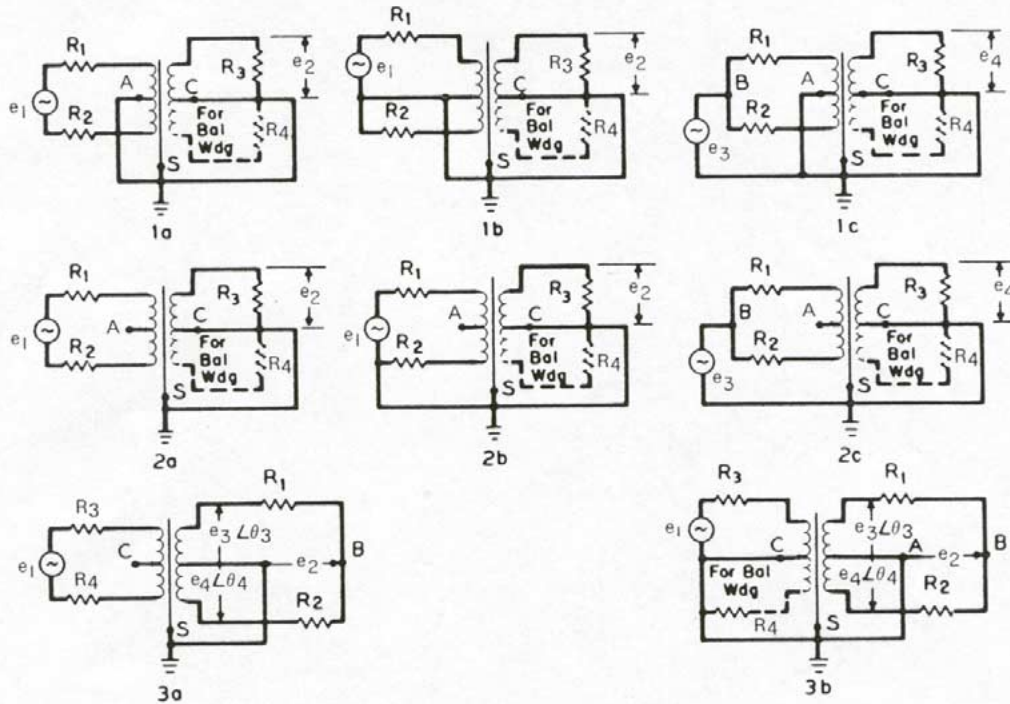 R1 A R2 e1 C For Bal Wdg R3 R4 e2 S
1a
R1 R2 e1 C For Bal Wdg R3 R4 e2 S
1b
R1 B A R2 e3 C For Bal Wdg R3 R4 e4 S
1c
R1 A R2 e1 C For Bal Wdg R3 R4 e2 S
2a
R1 A R2 e1 C For Bal Wdg R3 R4 e2 S
2b
R1 B A R2 e3 C For Bal Wdg R3 R4 S
2c
R3 C R4 e1 R1 e3 ∠θ3 e4 ∠θ4 e2 B R2 S
3a
R3 e1 C For Bal Wdg R4 R1 e3 ∠θ3 A e4 ∠θ4 e2 B R2 S
3b